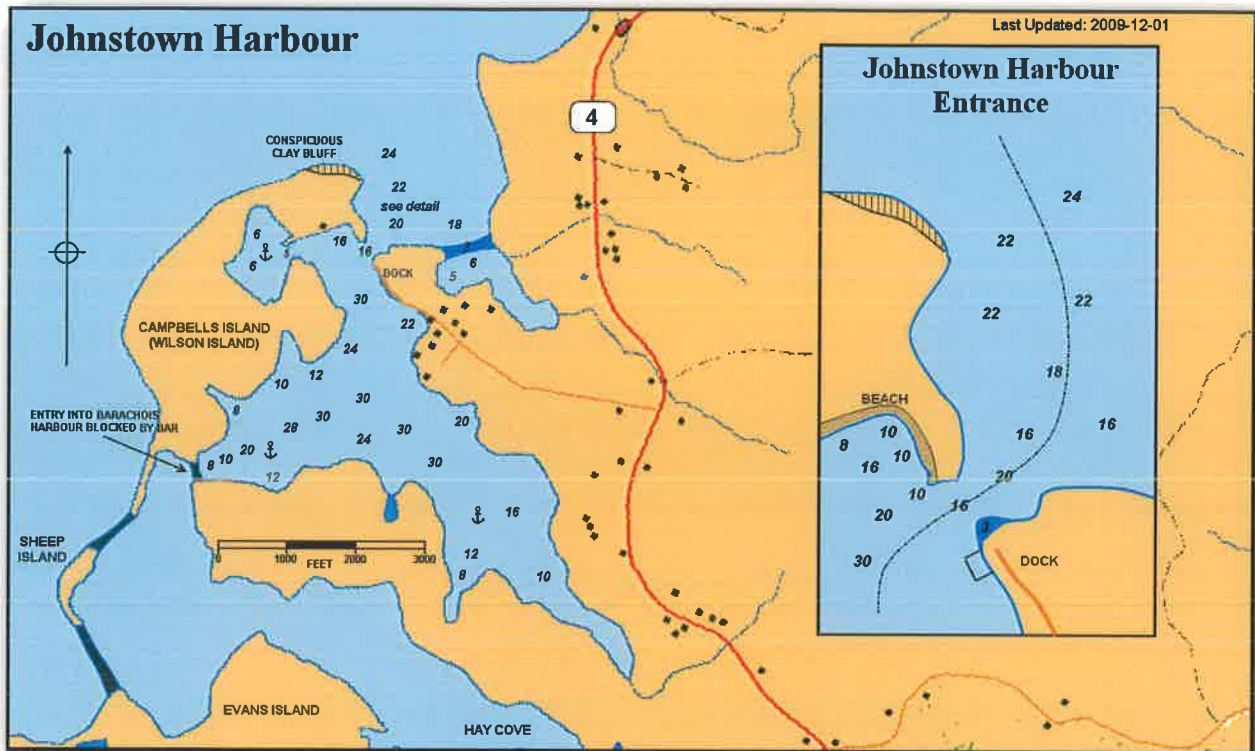 Johnstown Harbour
Last Updated: 2009-12-01
Johnstown Harbour
Entrance
4
CONSPICUOUS
CLAY BLUFF
24
22
see detail
20
18
6
16
16
5
6
6
DOCK
5
30
22
CAMPBELLS ISLAND
(WILSON ISLAND)
24
12
10
30
8
30
20
ENTRY INTO BARACHOIS
HARBOUR BLOCKED BY BAR
28
30
24
20
10
8
12
30
16
SHEEP
ISLAND
0
1000
2000
3000
FEET
12
8
10
EVANS ISLAND
HAY COVE
24
22
22
22
18
BEACH
16
16
8
10
10
16
20
10
16
20
30
DOCK